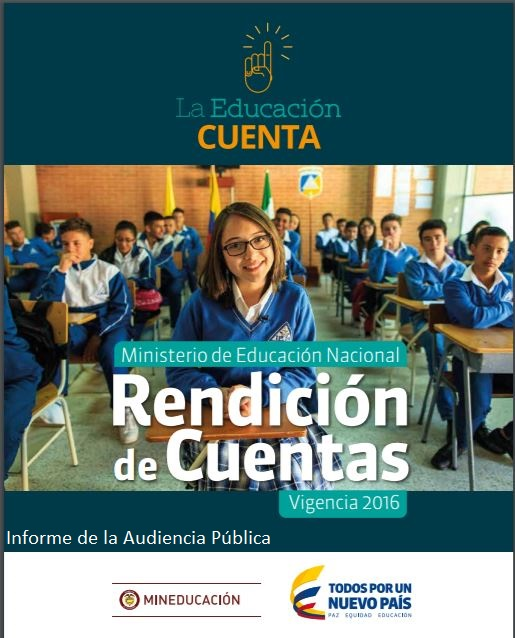 La Educación
CUENTA
Ministerio de Educación Nacional
Rendición
de Cuentas
Vigencia 2016
Informe de la Audiencia Pública
MINEDUCACIÓN
TODOS POR UN
NUEVO PAÍS
PAZ EQUIDAD EDUCACIÓN